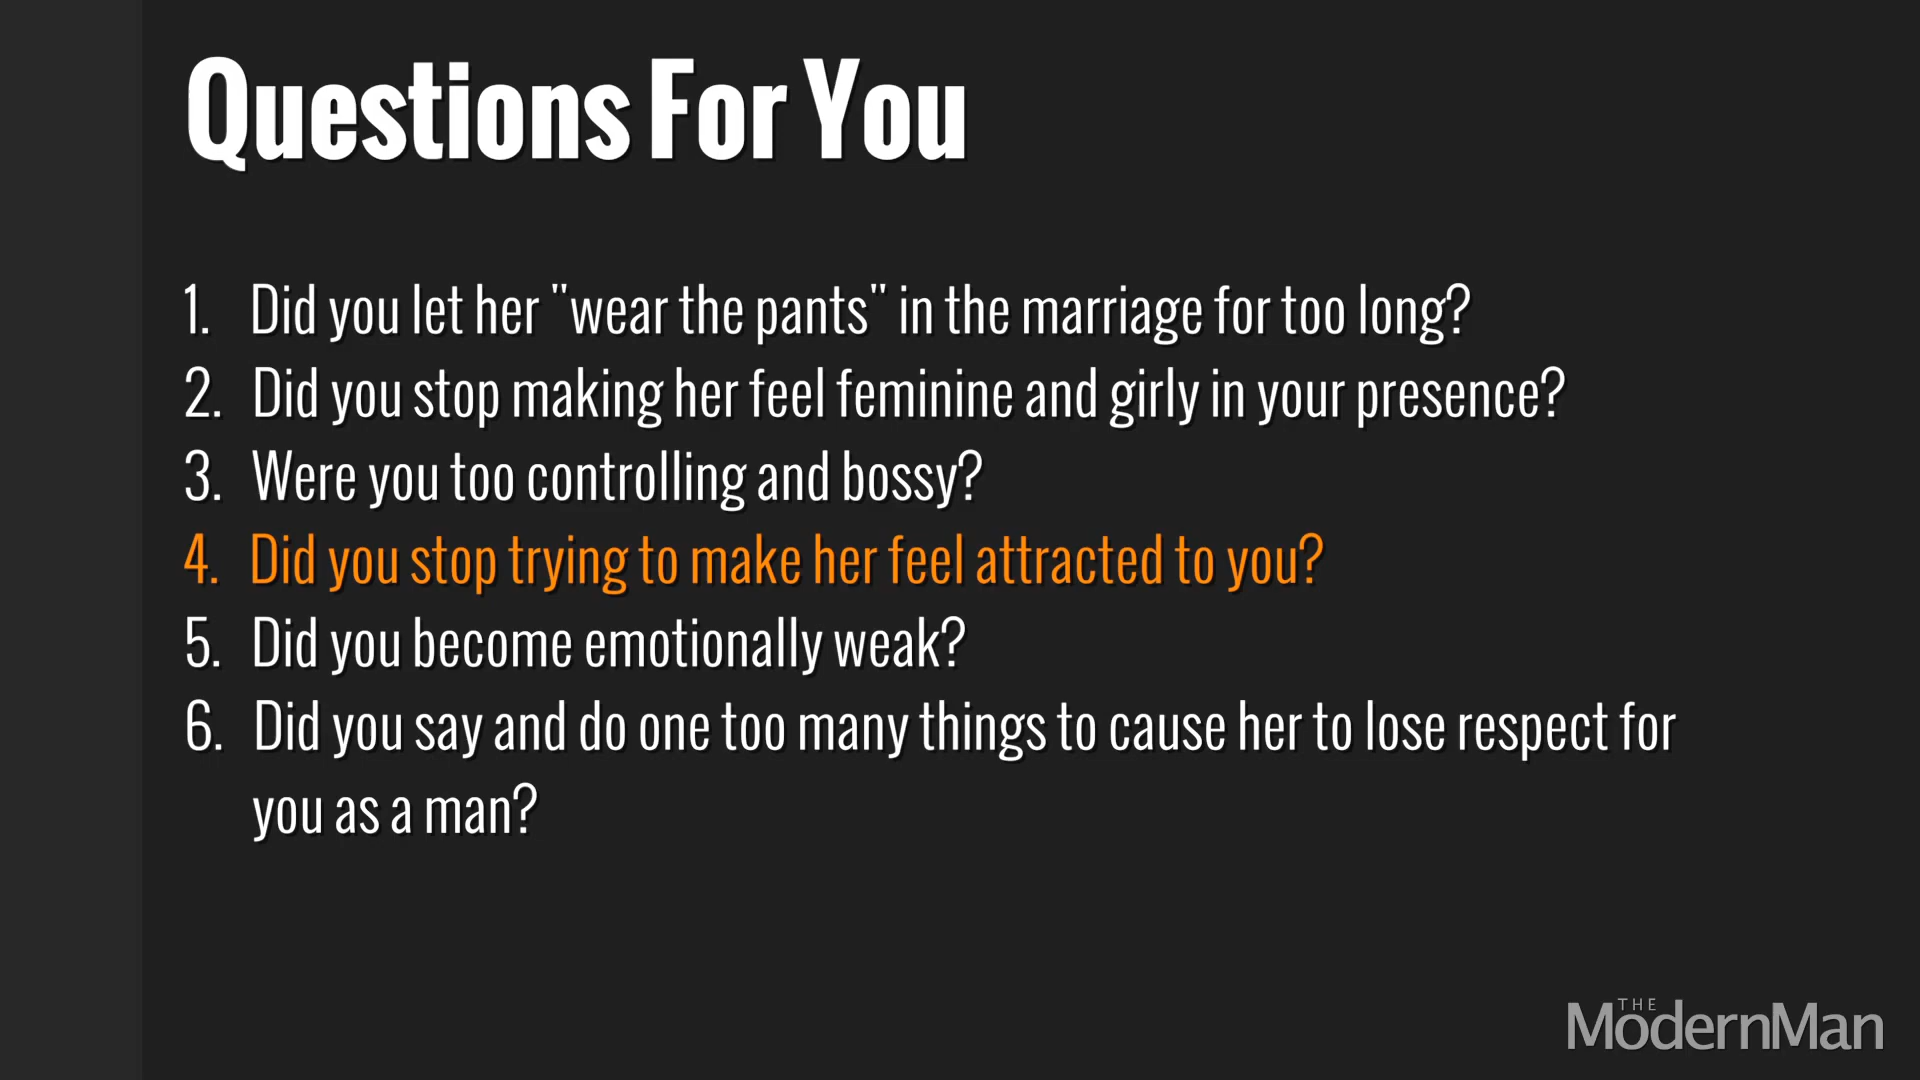 Questions For You
1. Did you let her "wear the pants" in the marriage for too long?
2. Did you stop making her feel feminine and girly in your presence?
3. Were you too controlling and bossy?
4. Did you stop trying to make her feel attracted to you?
5. Did you become emotionally weak?
6. Did you say and do one too many things to cause her to lose respect for
you as a man?
THE
ModernMan